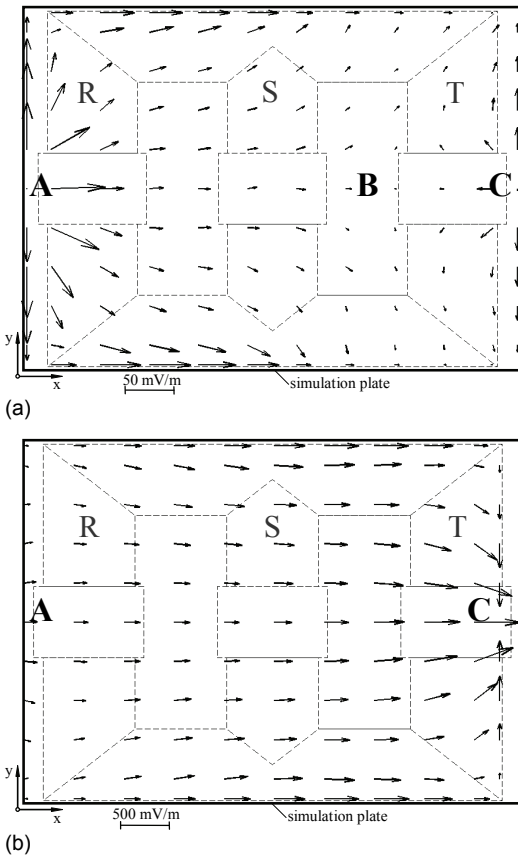 R S T
A B C
y
x
50 mV/m
simulation plate
(a)
R S T
A C
y
x
500 mV/m
simulation plate
(b)